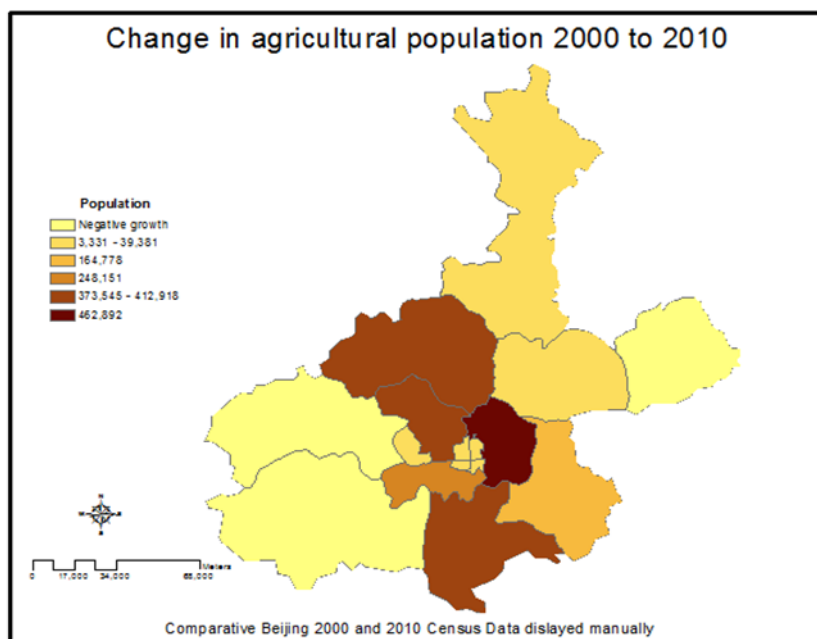 Change in agricultural population 2000 to 2010
Population
Negative growth
3,331 - 39,381
164,778
248,151
373,545 - 412,918
462,892
N
W E
S
Meters
0 17,000 34,000 68,000
Comparative Beijing 2000 and 2010 Census Data dislayed manually